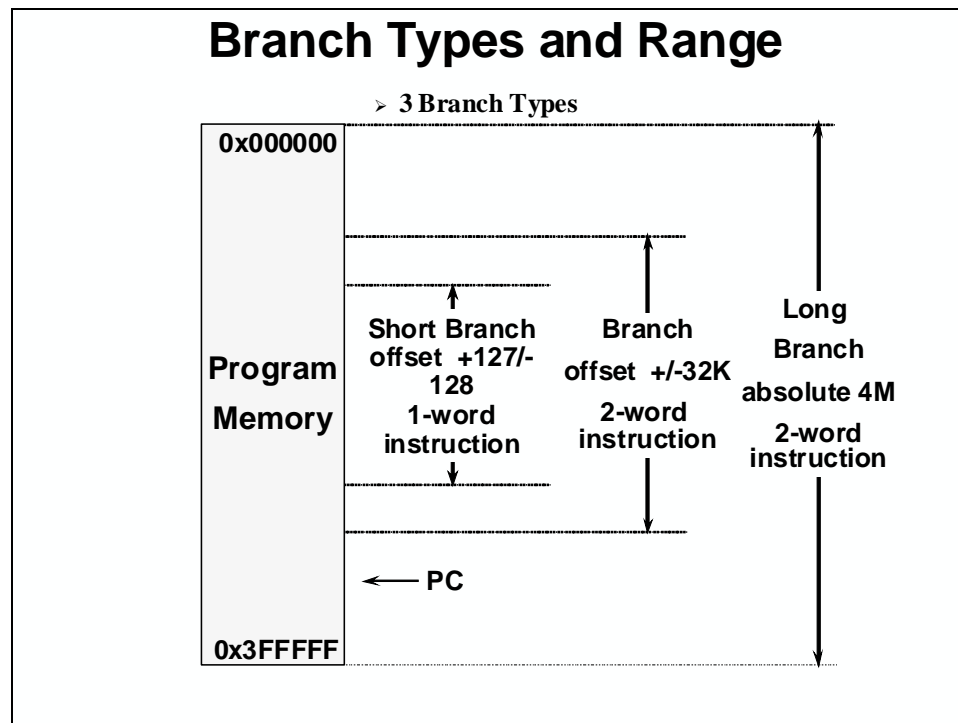 Branch Types and Range
➢ 3 Branch Types
0x000000
Program
Memory
Short Branch
offset +127/-
128
1-word
instruction
Branch
offset +/-32K
2-word
instruction
Long
Branch
absolute 4M
2-word
instruction
PC
0x3FFFFF